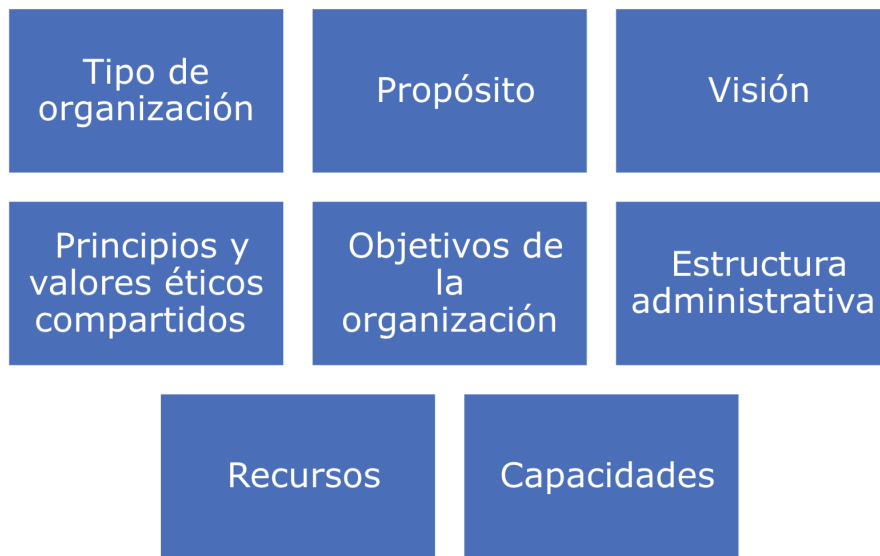 Tipo de
organización
Propósito
Visión
Principios y
valores éticos
compartidos
Objetivos de
la
organización
Estructura
administrativa
Recursos
Capacidades